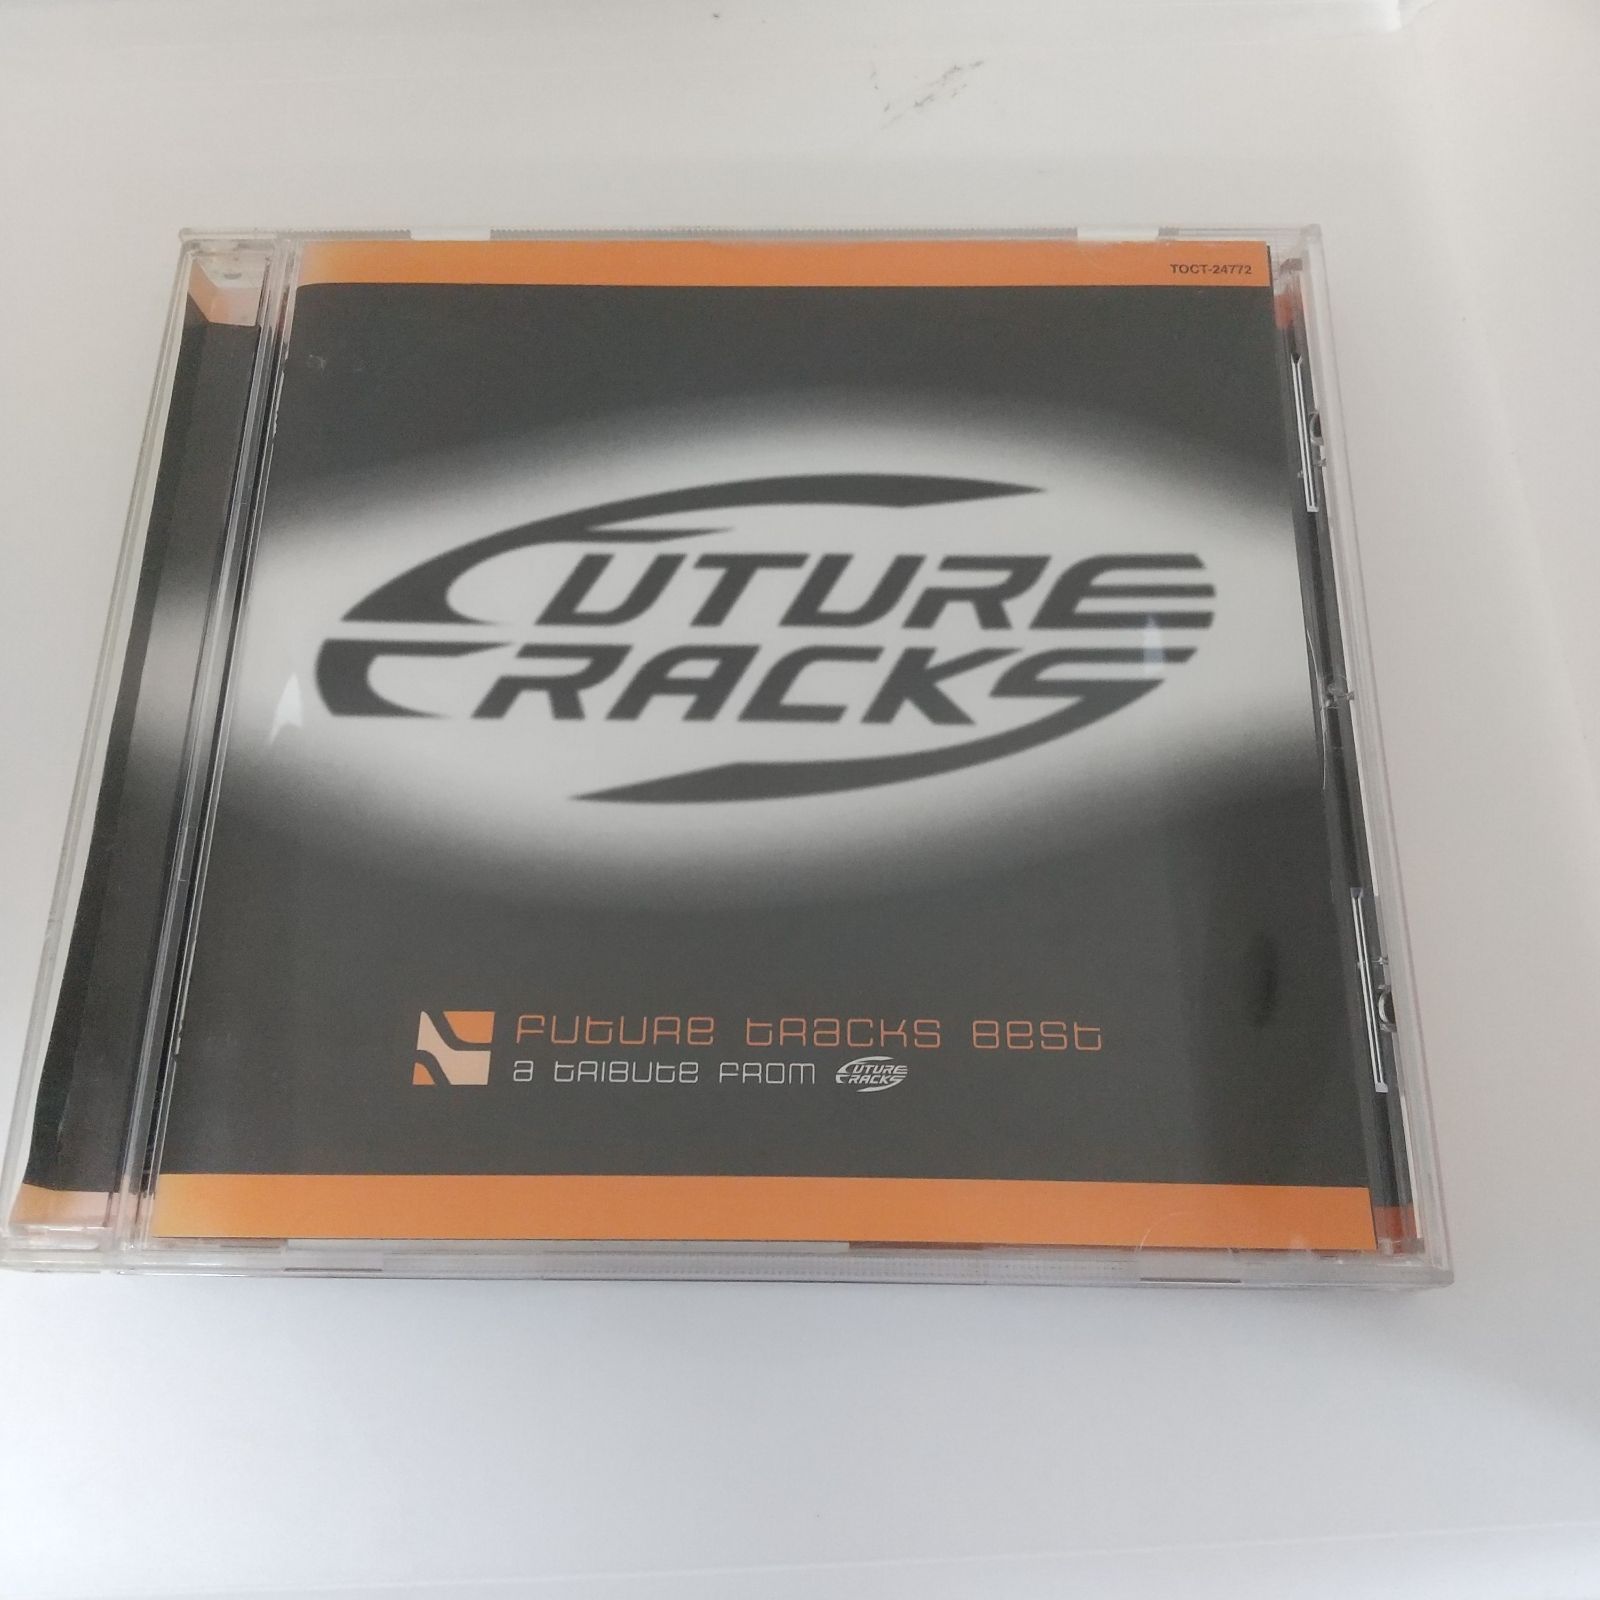 TOCT-24772
FUTURE
TRACKS
FUTURE TRACKS BEST
A TRIBUTE FROM FUTURE TRACKS